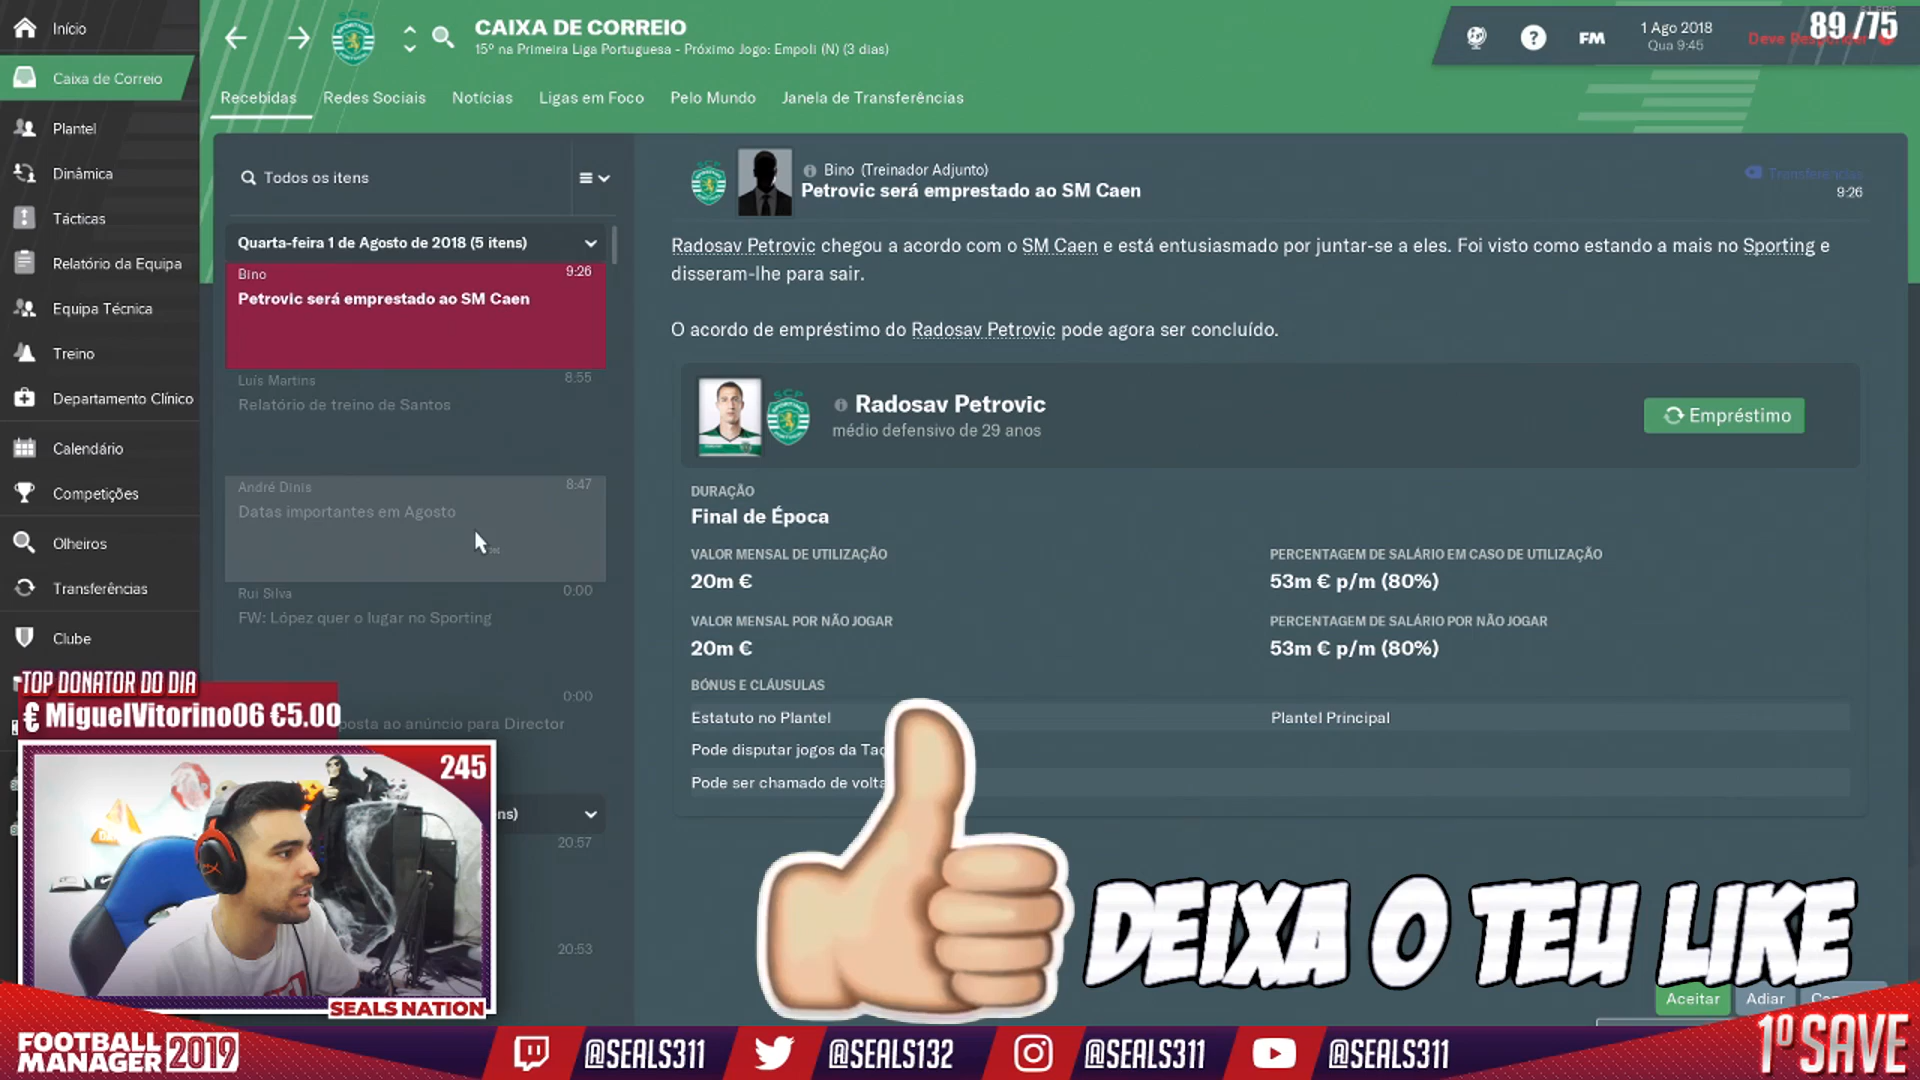 Início
Caixa de Correio
Plantel
Dinâmica
Tácticas
Relatório da Equipa
Equipa Técnica
Treino
Departamento Clínico
Calendário
Competições
Olheiros
Transferências
Clube
CAIXA DE CORREIO
15º na Primeira Liga Portuguesa - Próximo Jogo: Empoli (N) (3 dias)
FM
1 Ago 2018
Qua 9:45
89 /75
Recebidas
Redes Sociais
Notícias
Ligas em Foco
Pelo Mundo
Janela de Transferências
Todos os itens
Quarta-feira 1 de Agosto de 2018 (5 itens)
Bino
9:26
Petrovic será emprestado ao SM Caen
Luís Martins
8:55
Relatório de treino de Santos
André Dinis
8:47
Datas importantes em Agosto
Rui Silva
0:00
FW: López quer o lugar no Sporting
0:00
posta ao anúncio para Director
ns)
20:57
20:53
Bino (Treinador Adjunto)
Petrovic será emprestado ao SM Caen
Transferências
9:26
Radosav Petrovic chegou a acordo com o SM Caen e está entusiasmado por juntar-se a eles. Foi visto como estando a mais no Sporting e
disseram-lhe para sair.
O acordo de empréstimo do Radosav Petrovic pode agora ser concluído.
Radosav Petrovic
médio defensivo de 29 anos
Empréstimo
DURAÇÃO
Final de Época
VALOR MENSAL DE UTILIZAÇÃO
20m €
PERCENTAGEM DE SALÁRIO EM CASO DE UTILIZAÇÃO
53m € p/m (80%)
VALOR MENSAL POR NÃO JOGAR
20m €
PERCENTAGEM DE SALÁRIO POR NÃO JOGAR
53m € p/m (80%)
BÓNUS E CLÁUSULAS
Estatuto no Plantel
Plantel Principal
Pode disputar jogos da Tac
Pode ser chamado de volta
Aceitar
Adiar
TOP DONATOR DO DIA
€ MiguelVitorino06 €5.00
245
SEALS NATION
DEIXA O TEU LIKE
FOOTBALL
MANAGER 2019
@SEALS311
@SEALS132
@SEALS311
@SEALS311
1º SAVE